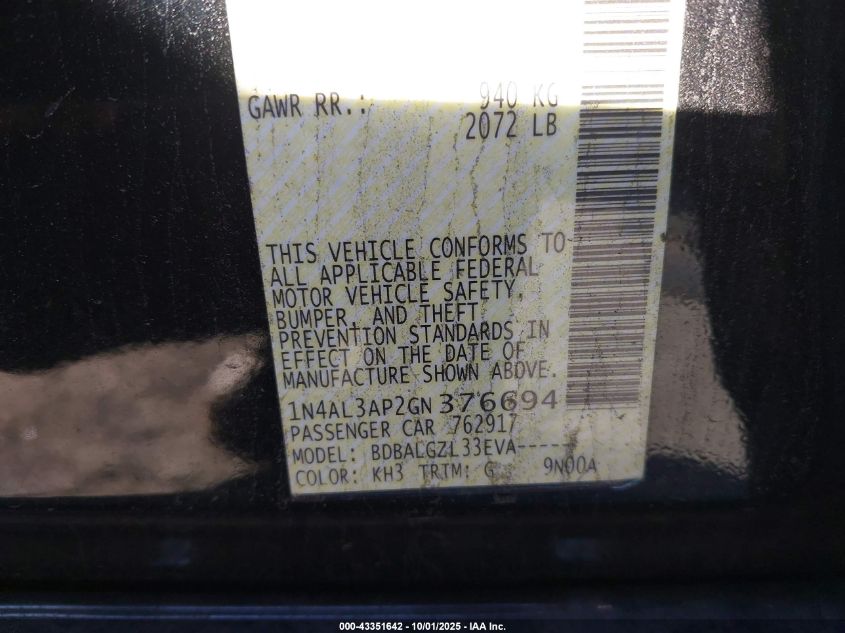 GAWR RR.: 940 KG
2072 LB
THIS VEHICLE CONFORMS TO
ALL APPLICABLE FEDERAL
MOTOR VEHICLE SAFETY,
BUMPER, AND THEFT
PREVENTION STANDARDS IN
EFFECT ON THE DATE OF
MANUFACTURE SHOWN ABOVE.
1N4AL3AP2GN376694
PASSENGER CAR 762917
MODEL: BDBALGZL33EVA-----
COLOR: KH3 TRIM: G 9N00A
000-43351642 - 10/01/2025 - IAA Inc.